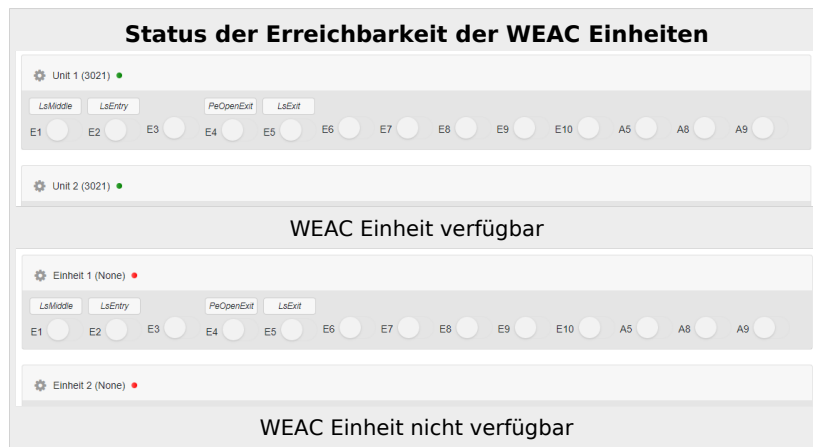 Status der Erreichbarkeit der WEAC Einheiten
Unit 1 (3021)
LsMiddle LsEntry PeOpenExit LsExit
E1 E2 E3 E4 E5 E6 E7 E8 E9 E10 A5 A8 A9
Unit 2 (3021)
WEAC Einheit verfügbar
Einheit 1 (None)
LsMiddle LsEntry PeOpenExit LsExit
E1 E2 E3 E4 E5 E6 E7 E8 E9 E10 A5 A8 A9
Einheit 2 (None)
WEAC Einheit nicht verfügbar